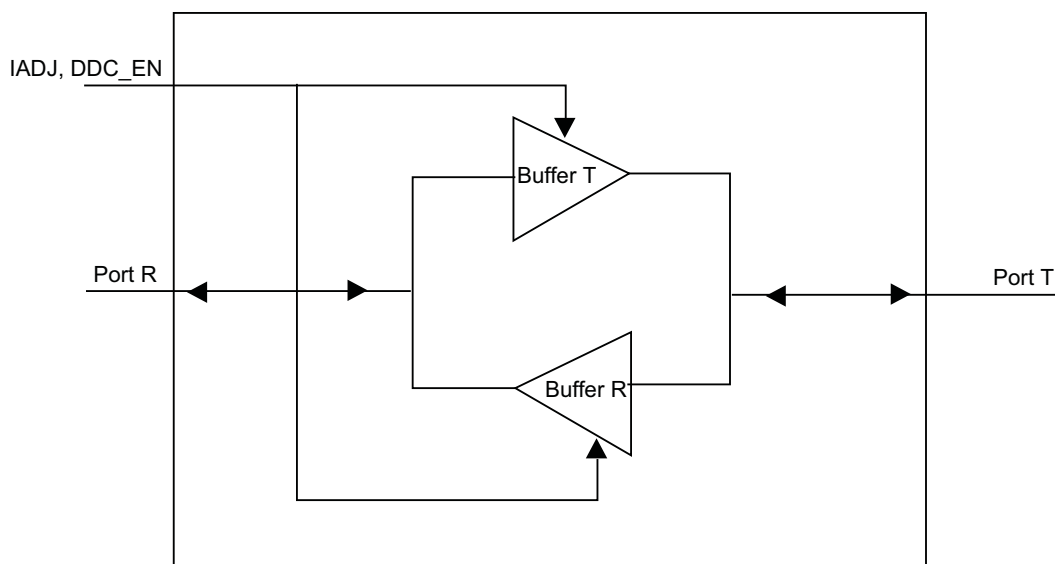 IADJ, DDC_EN
Buffer T
Port R
Port T
Buffer R